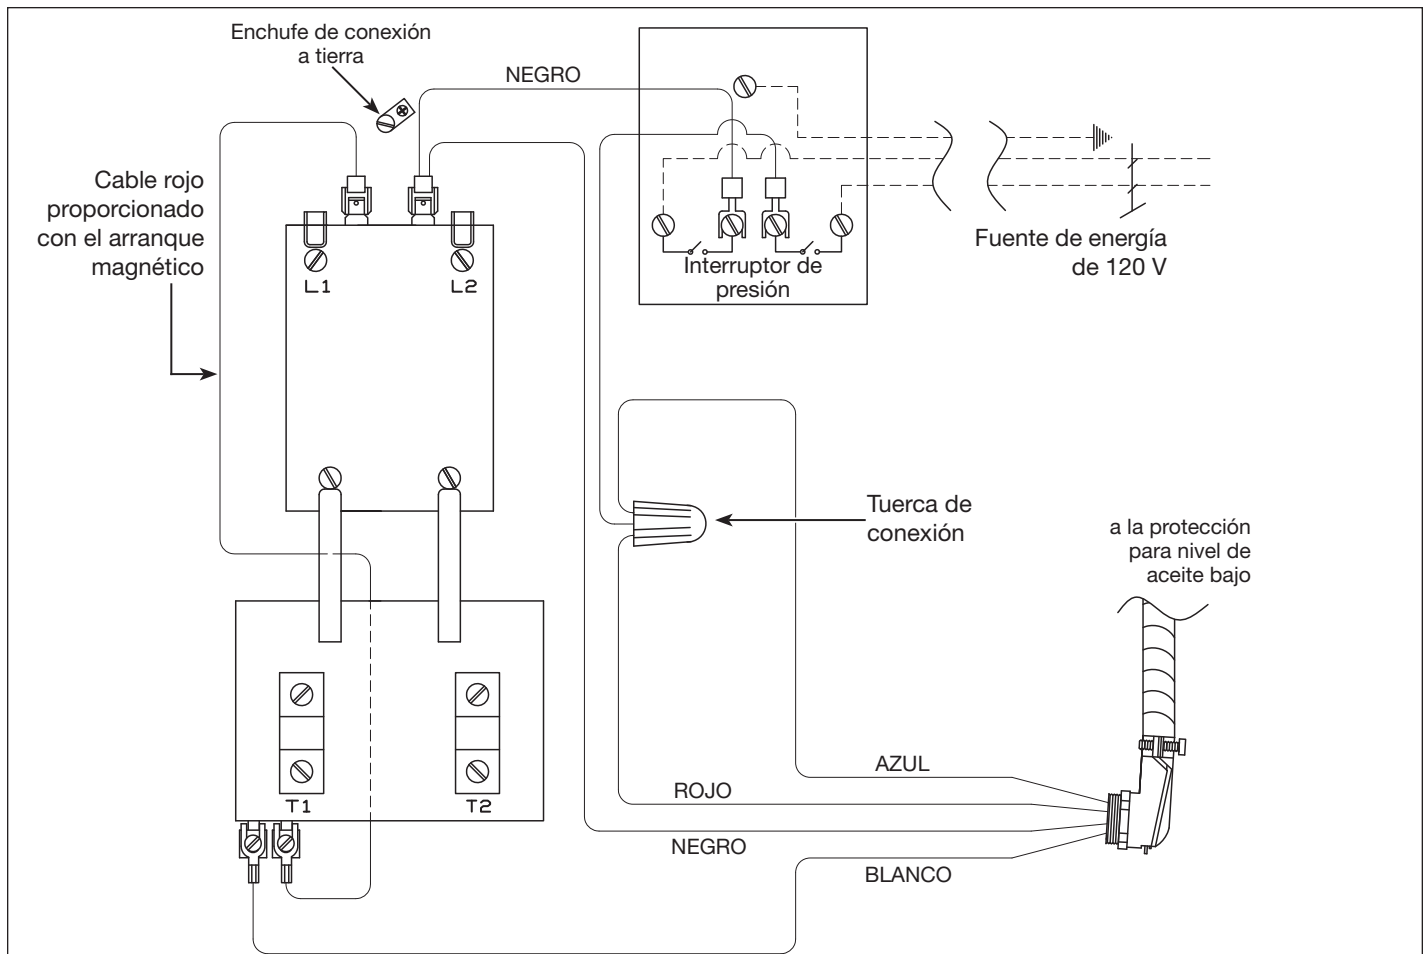 Enchufe de conexión
a tierra
NEGRO
Cable rojo
proporcionado
con el arranque
magnético
L1
L2
Interruptor de
presión
Fuente de energía
de 120 V
Tuerca de
conexión
a la protección
para nivel de
aceite bajo
AZUL
ROJO
T1
T2
NEGRO
BLANCO